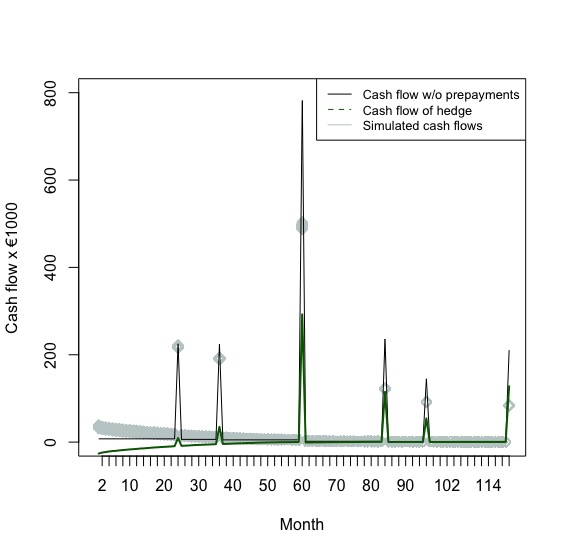 Cash flow w/o prepayments
Cash flow of hedge
Simulated cash flows
800
600
400
200
0
Cash flow x €1000
2 10 20 30 40 50 60 70 80 90 102 114
Month